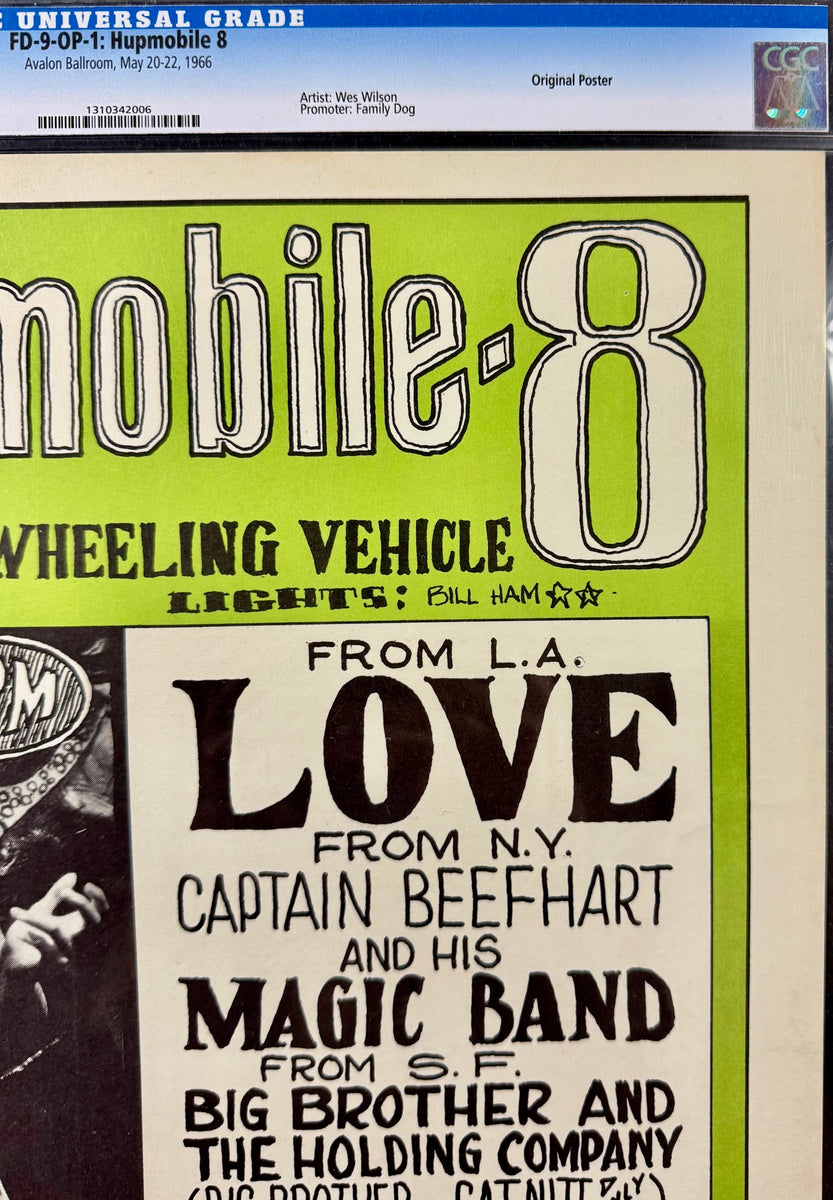 UNIVERSAL GRADE
FD-9-OP-1: Hupmobile 8
Avalon Ballroom, May 20-22, 1966
Original Poster
CGC
1310342006
Artist: Wes Wilson
Promoter: Family Dog
mobile-8
WHEELING VEHICLE
LIGHTS: BILL HAM
FROM L.A.
LOVE
FROM N.Y.
CAPTAIN BEEFHART
AND HIS
MAGIC BAND
FROM S.F.
BIG BROTHER AND
THE HOLDING COMPANY
(BIG BROTHER